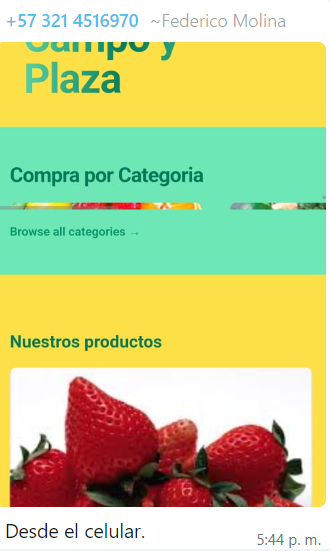 +57 321 4516970 ~Federico Molina
Campo y
Plaza
Compra por Categoria
Browse all categories →
Nuestros productos
Desde el celular.
5:44 p. m.